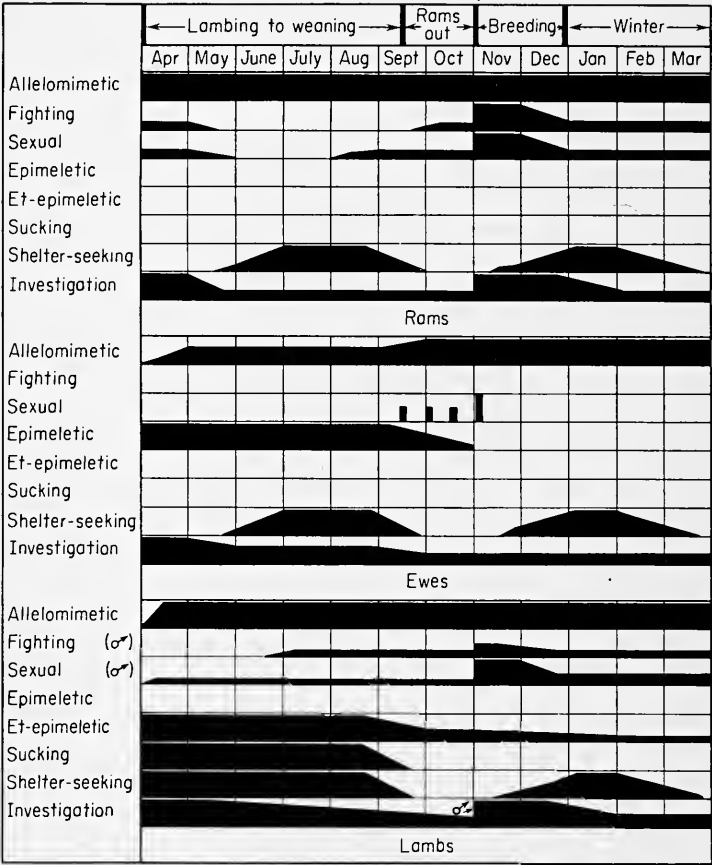 Lambing to weaning Rams out Breeding Winter
Apr May June July Aug Sept Oct Nov Dec Jan Feb Mar
Allelomimetic
Fighting
Sexual
Epimeletic
Et-epimeletic
Sucking
Shelter-seeking
Investigation
Rams
Allelomimetic
Fighting
Sexual
Epimeletic
Et-epimeletic
Sucking
Shelter-seeking
Investigation
Ewes
Allelomimetic
Fighting (♂)
Sexual (♂)
Epimeletic
Et-epimeletic
Sucking
Shelter-seeking
Investigation ♂
Lambs